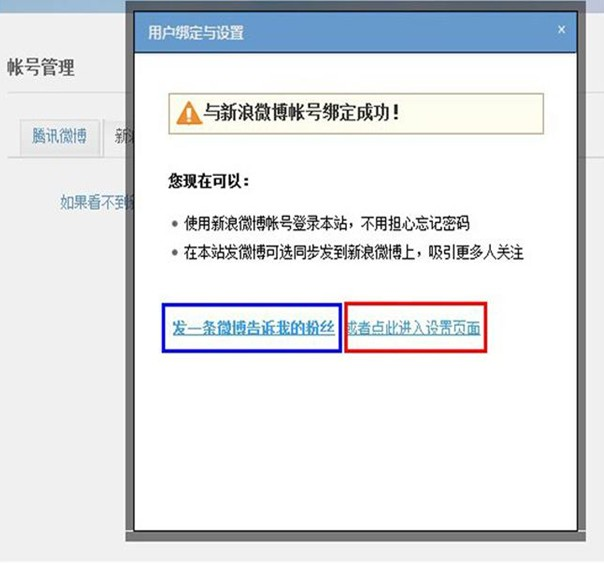 用户绑定与设置
x
帐号管理
与新浪微博帐号绑定成功！
腾讯微博
新浪
您现在可以：
如果看不到
• 使用新浪微博帐号登录本站，不用担心忘记密码
• 在本站发微博可选同步发到新浪微博上，吸引更多人关注
发一条微博告诉我的粉丝
或者点此进入设置页面